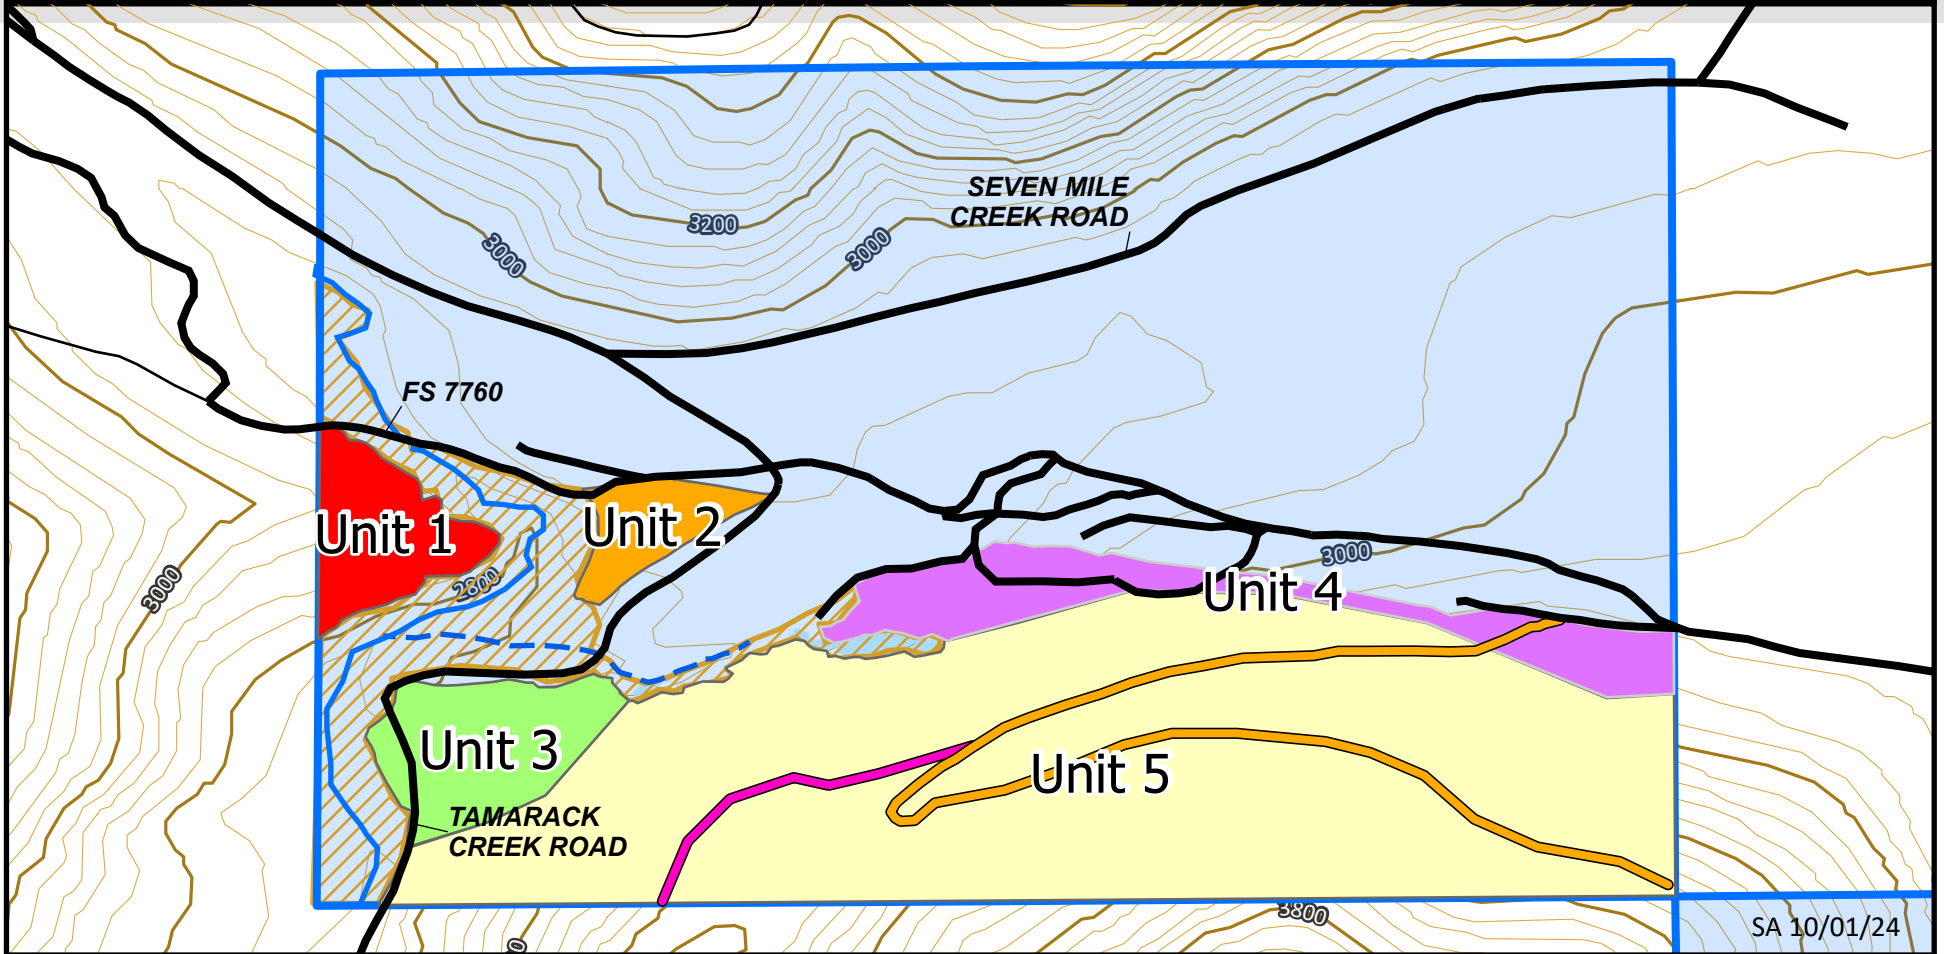 SEVEN MILE
CREEK ROAD
3200
3000
3000
FS 7760
Unit 1
Unit 2
3000
3000
2800
Unit 4
Unit 3
Unit 5
TAMARACK
CREEK ROAD
3800
SA 10/01/24